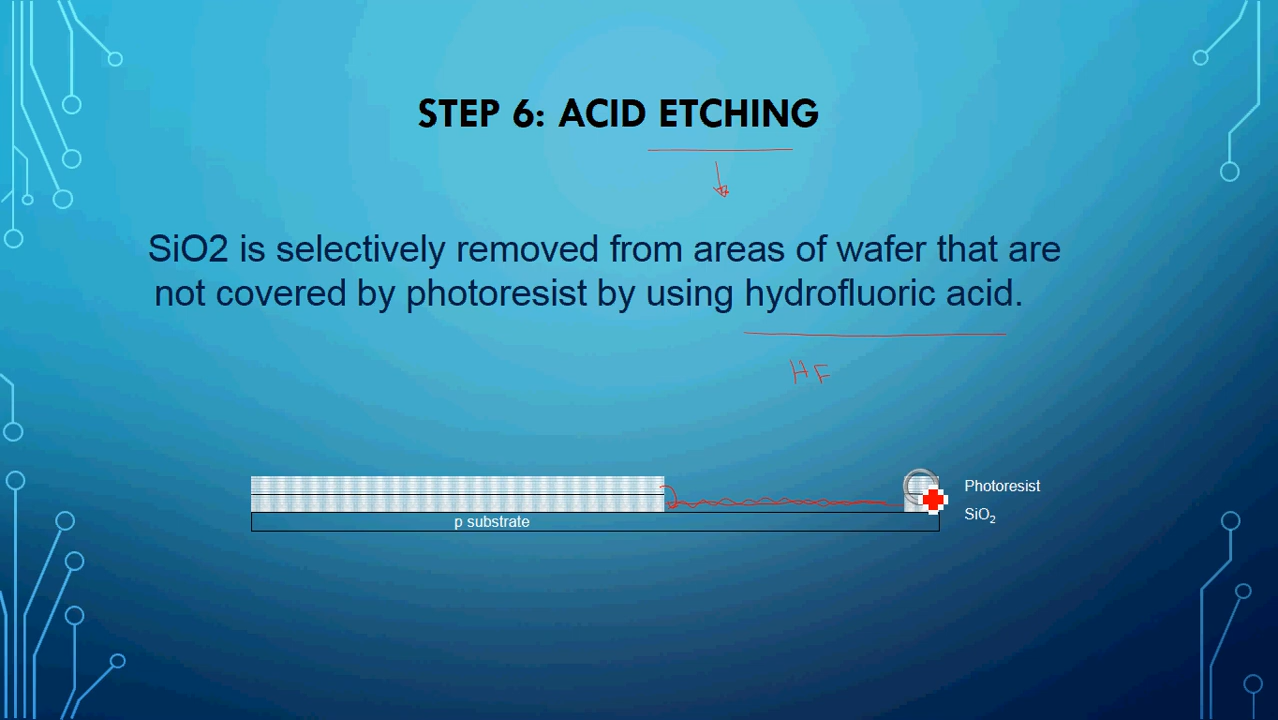 STEP 6: ACID ETCHING
SiO2 is selectively removed from areas of wafer that are
not covered by photoresist by using hydrofluoric acid.
HF
Photoresist
SiO₂
p substrate